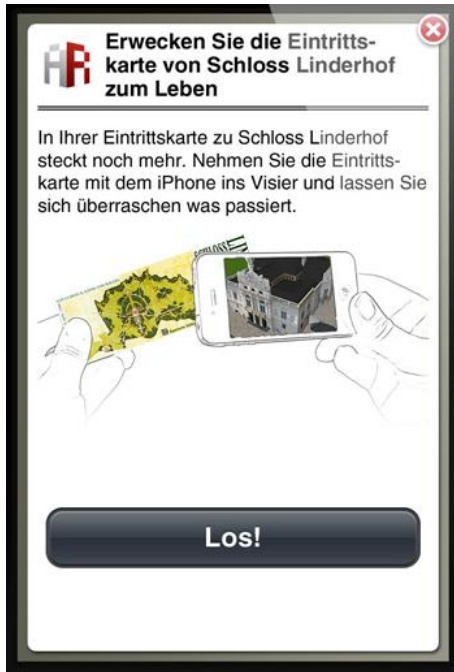 AR
Erwecken Sie die Eintritts-
karte von Schloss Linderhof
zum Leben
In Ihrer Eintrittskarte zu Schloss Linderhof
steckt noch mehr. Nehmen Sie die Eintritts-
karte mit dem iPhone ins Visier und lassen Sie
sich überraschen was passiert.
Los!